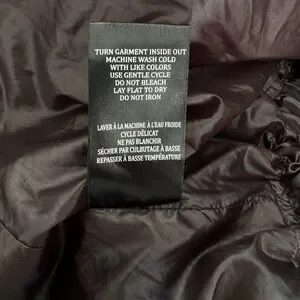 TURN GARMENT INSIDE OUT
MACHINE WASH COLD
WITH LIKE COLORS
USE GENTLE CYCLE
DO NOT BLEACH
LAY FLAT TO DRY
DO NOT IRON
LAVER À LA MACHINE À L'EAU FROIDE
CYCLE DÉLICAT
NE PAS BLANCHIR
SÉCHER PAR CULBUTAGE À BASSE
REPASSER À BASSE TEMPÉRATURE